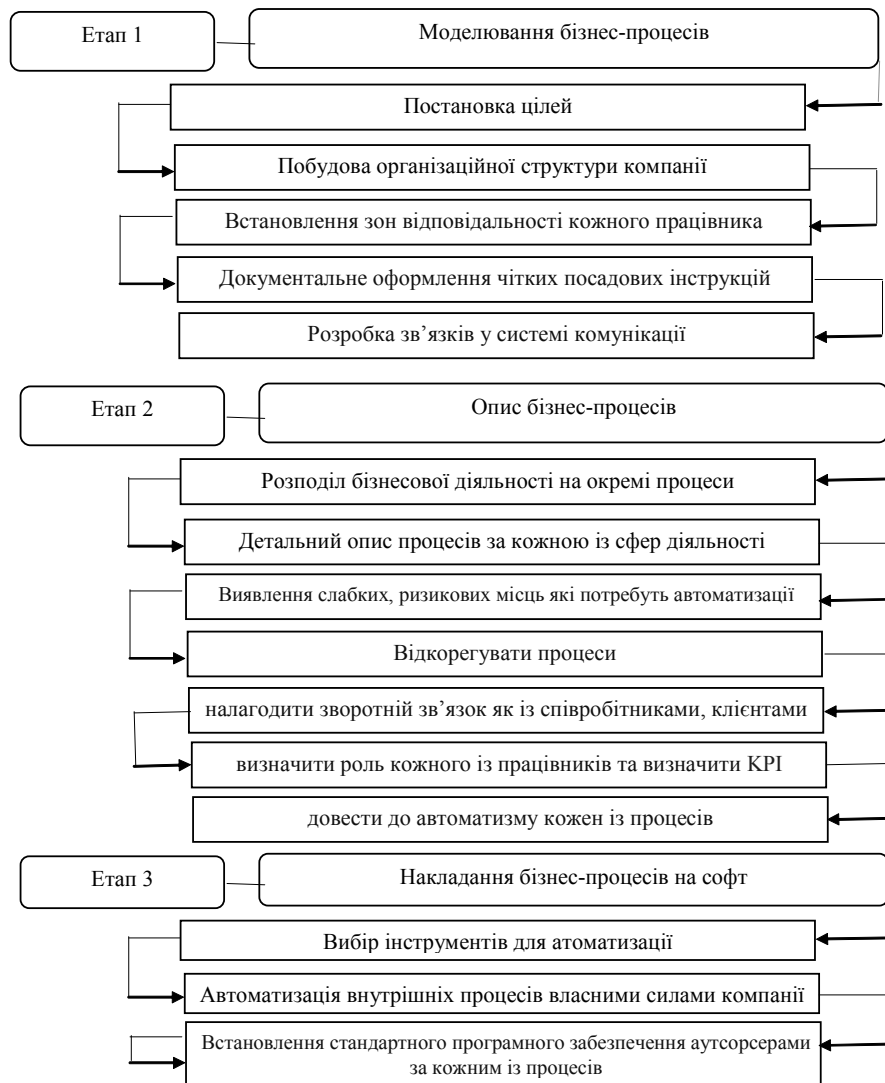 Етап 1
Моделювання бізнес-процесів
Постановка цілей
Побудова організаційної структури компанії
Встановлення зон відповідальності кожного працівника
Документальне оформлення чітких посадових інструкцій
Розробка зв’язків у системі комунікації
Етап 2
Опис бізнес-процесів
Розподіл бізнесової діяльності на окремі процеси
Детальний опис процесів за кожною із сфер діяльності
Виявлення слабких, ризикових місць які потребуть автоматизації
Відкорегувати процеси
налагодити зворотній зв’язок як із співробітниками, клієнтами
визначити роль кожного із працівників та визначити KPI
довести до автоматизму кожен із процесів
Етап 3
Накладання бізнес-процесів на софт
Вибір інструментів для атоматизації
Автоматизація внутрішніх процесів власними силами компанії
Встановлення стандартного програмного забезпечення аутсорсерами
за кожним із процесів